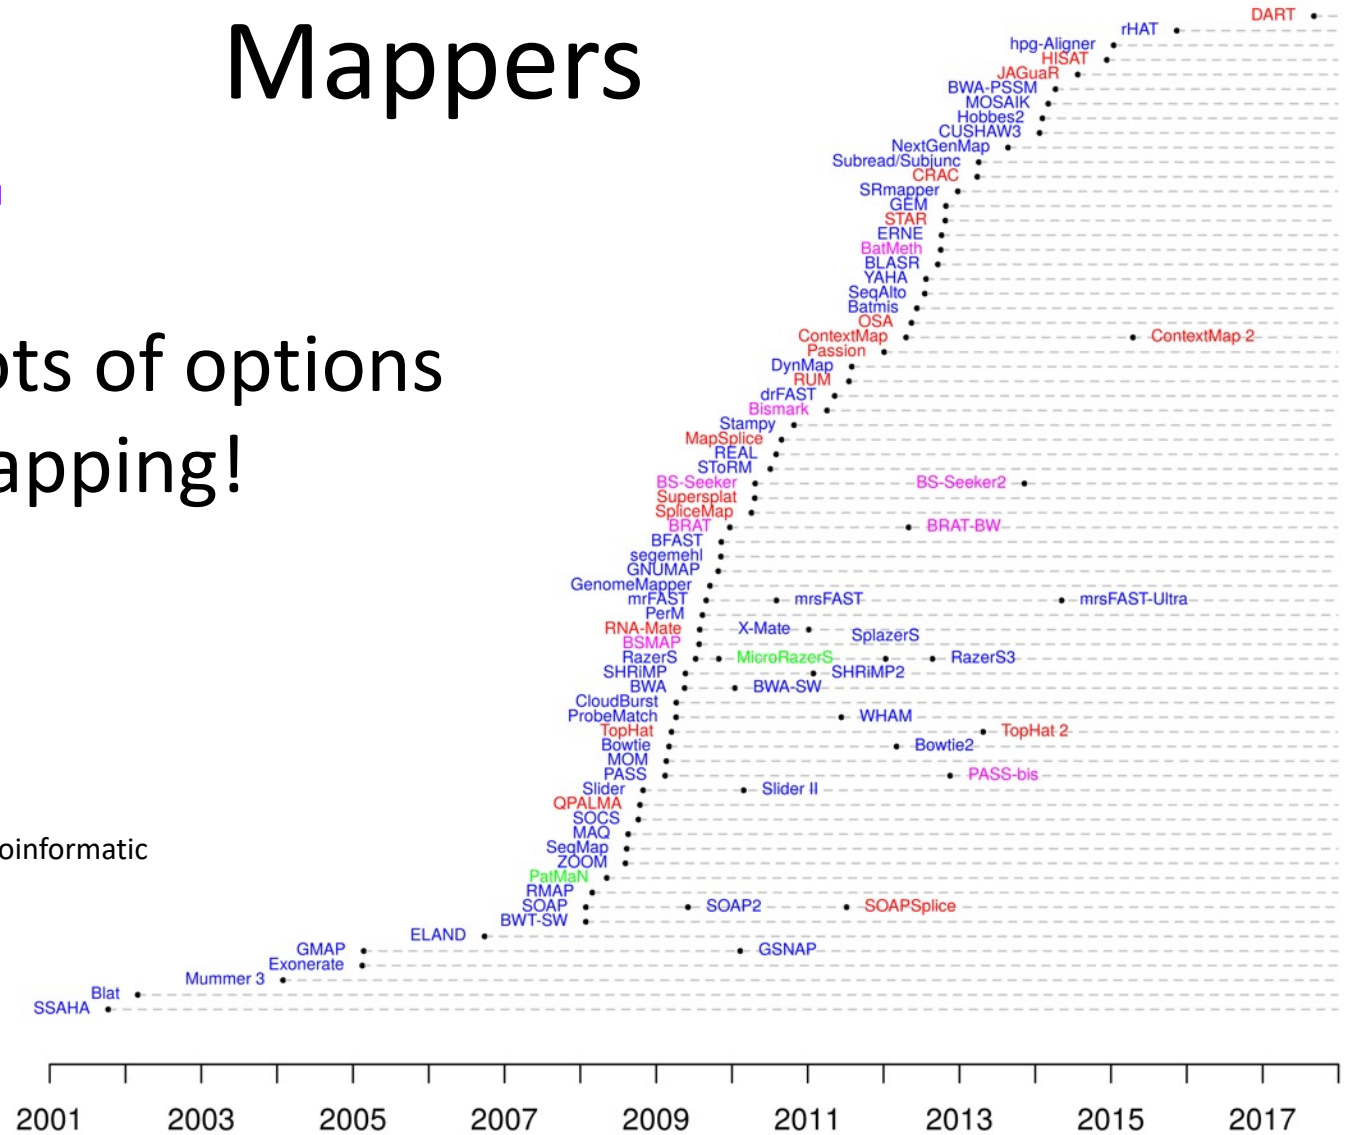 Mappers
ots of options
apping!
oinformatic
DART
rHAT
hpg-Aligner
HISAT
JAGuaR
BWA-PSSM
MOSAIK
Hobbes2
CUSHAW3
NextGenMap
Subread/Subjunc
CRAC
SRmapper
GEM
STAR
ERNE
BatMeth
BLASR
YAHA
SeqAlto
Batmis
OSA
ContextMap ContextMap 2
Passion
DynMap
RUM
drFAST
Bismark
Stampy
MapSplice
REAL
SToRM
BS-Seeker BS-Seeker2
Supersplat
SpliceMap
BRAT BRAT-BW
BFAST
segemehl
GNUMAP
GenomeMapper
mrFAST mrsFAST mrsFAST-Ultra
PerM
RNA-Mate X-Mate
SplazerS
BSMAP
RazerS MicroRazerS RazerS3
SHRiMP SHRiMP2
BWA BWA-SW
CloudBurst
ProbeMatch WHAM
TopHat TopHat 2
Bowtie Bowtie2
MOM
PASS PASS-bis
Slider Slider II
QPALMA
SOCS
MAQ
SeqMap
ZOOM
PatMaN
RMAP
SOAP SOAP2 SOAPSplice
BWT-SW
ELAND
GMAP GSNAP
Exonerate
Mummer 3
Blat
SSAHA
2001 2003 2005 2007 2009 2011 2013 2015 2017